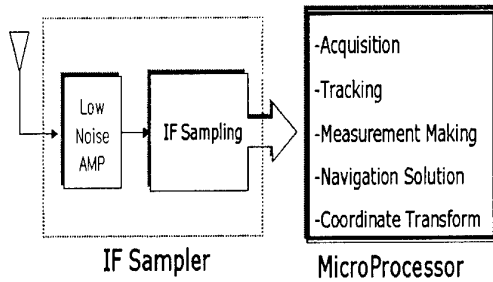 Low
Noise
AMP
IF Sampling
IF Sampler
-Acquisition
-Tracking
-Measurement Making
-Navigation Solution
-Coordinate Transform
MicroProcessor